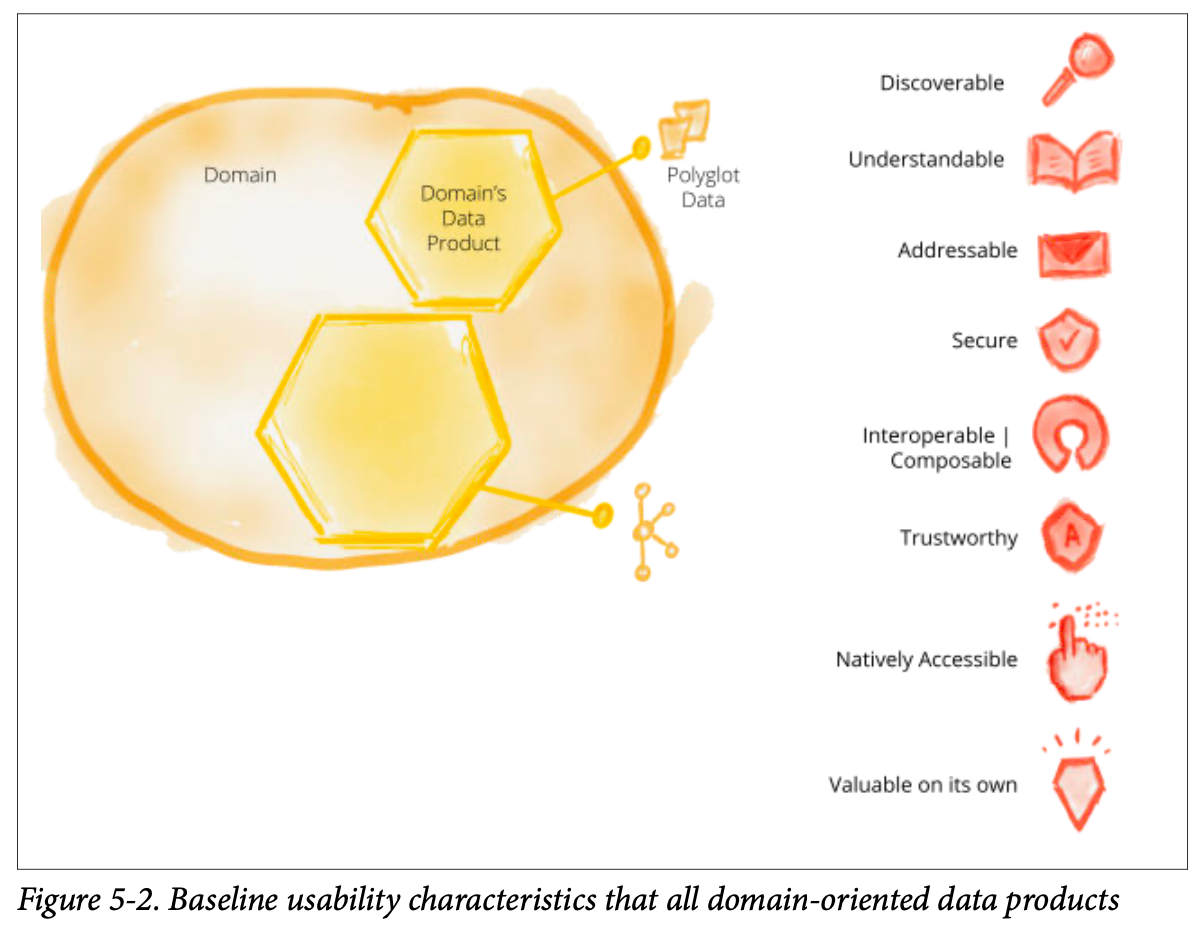 Domain
Domain's
Data
Product
Polyglot
Data
Discoverable
Understandable
Addressable
Secure
Interoperable |
Composable
Trustworthy
A
Natively Accessible
Valuable on its own
Figure 5-2. Baseline usability characteristics that all domain-oriented data products